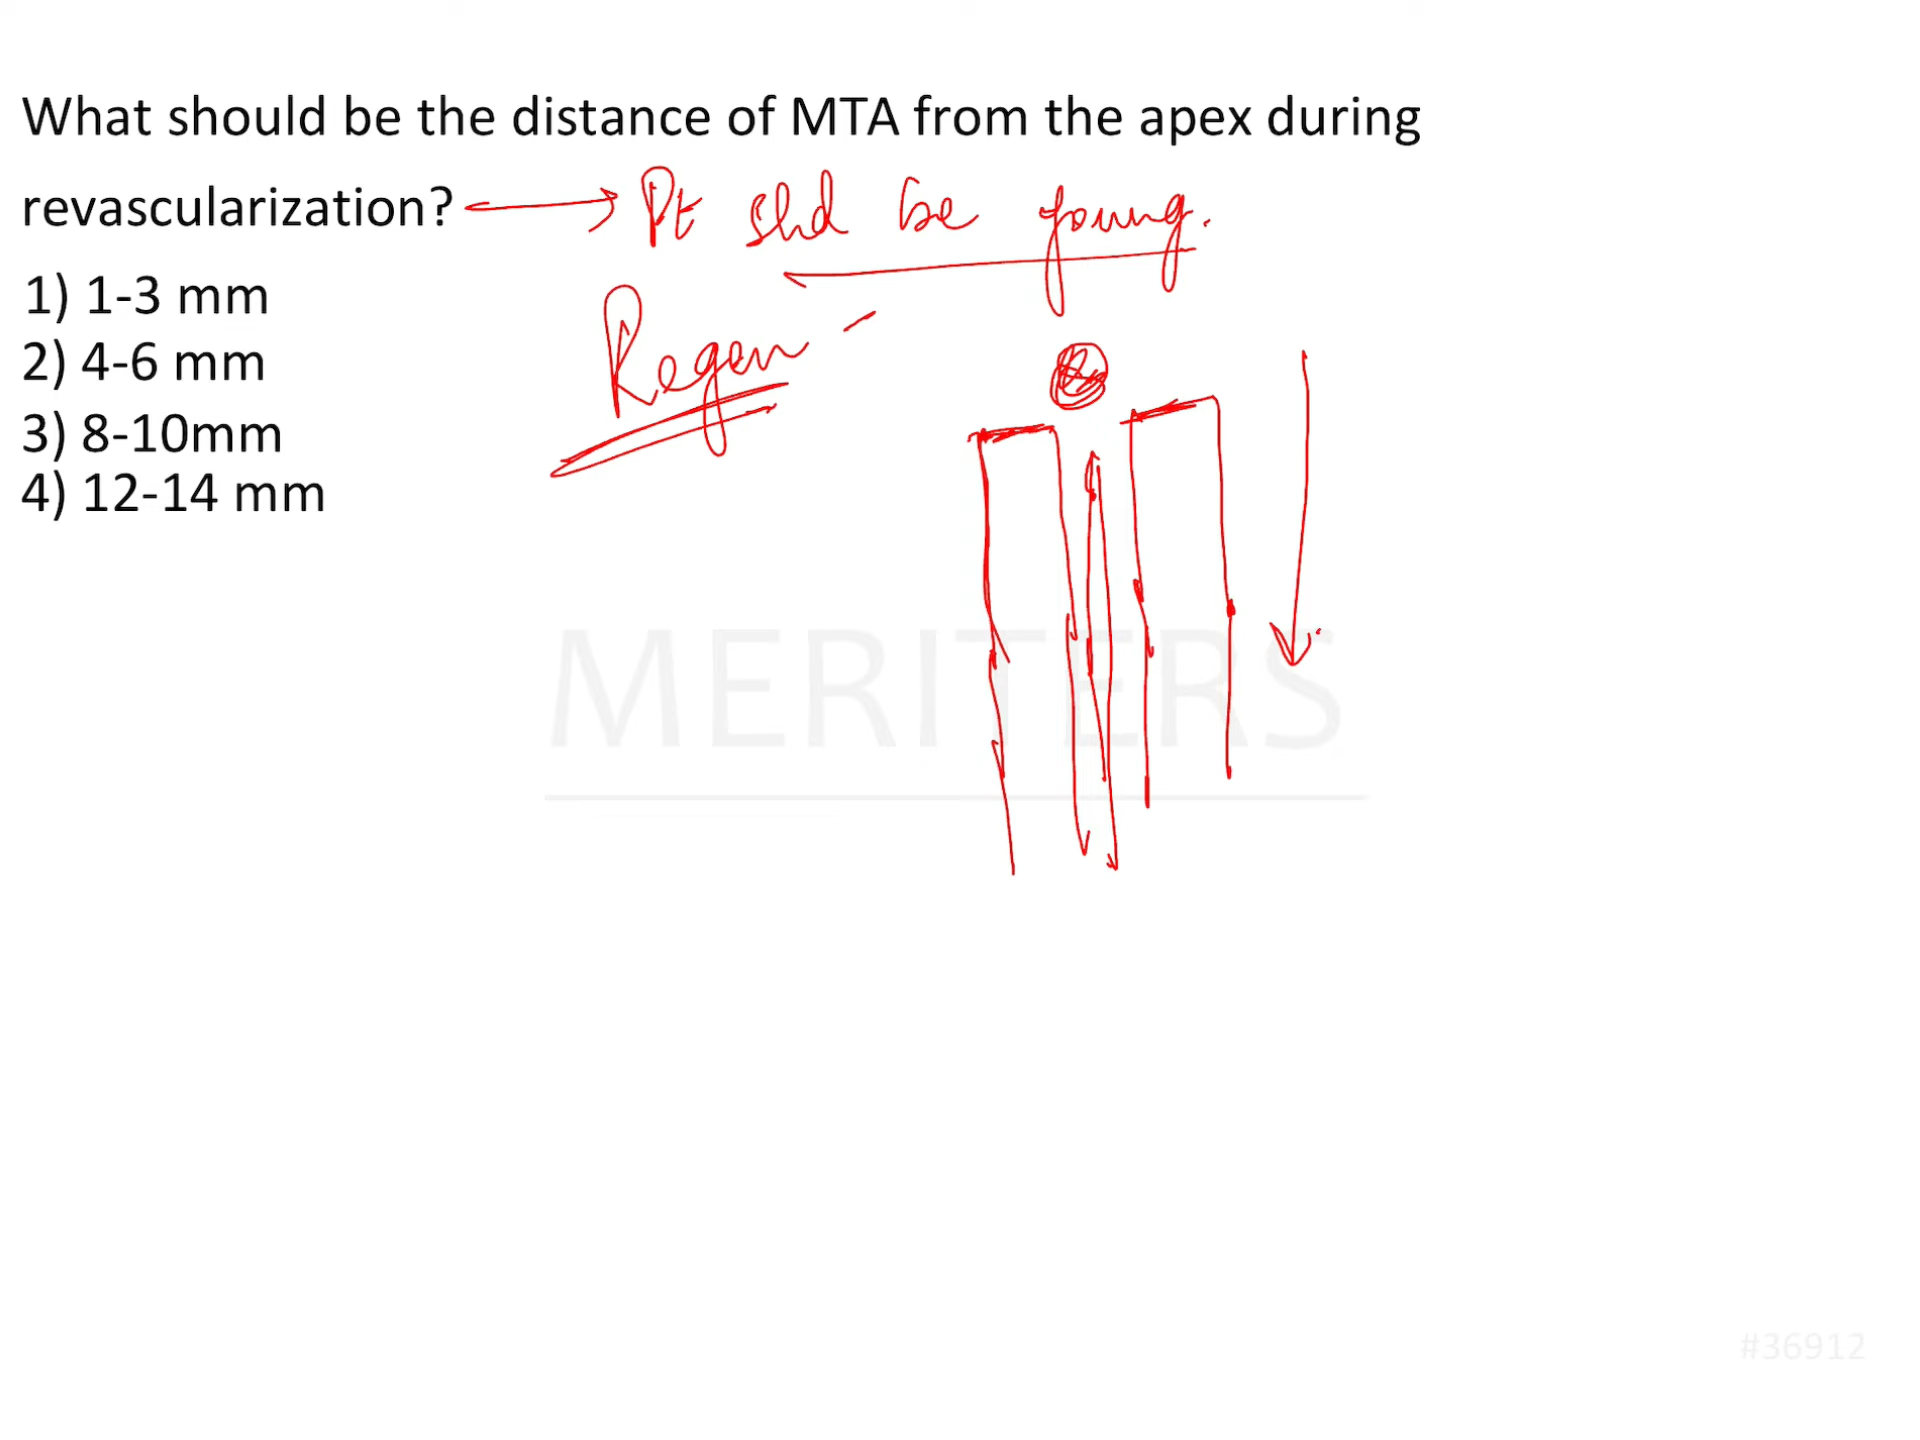 What should be the distance of MTA from the apex during
revascularization? Pt shd be young.
1) 1-3 mm
Regen
2) 4-6 mm
3) 8-10mm
4) 12-14 mm
MERITERS
#36912